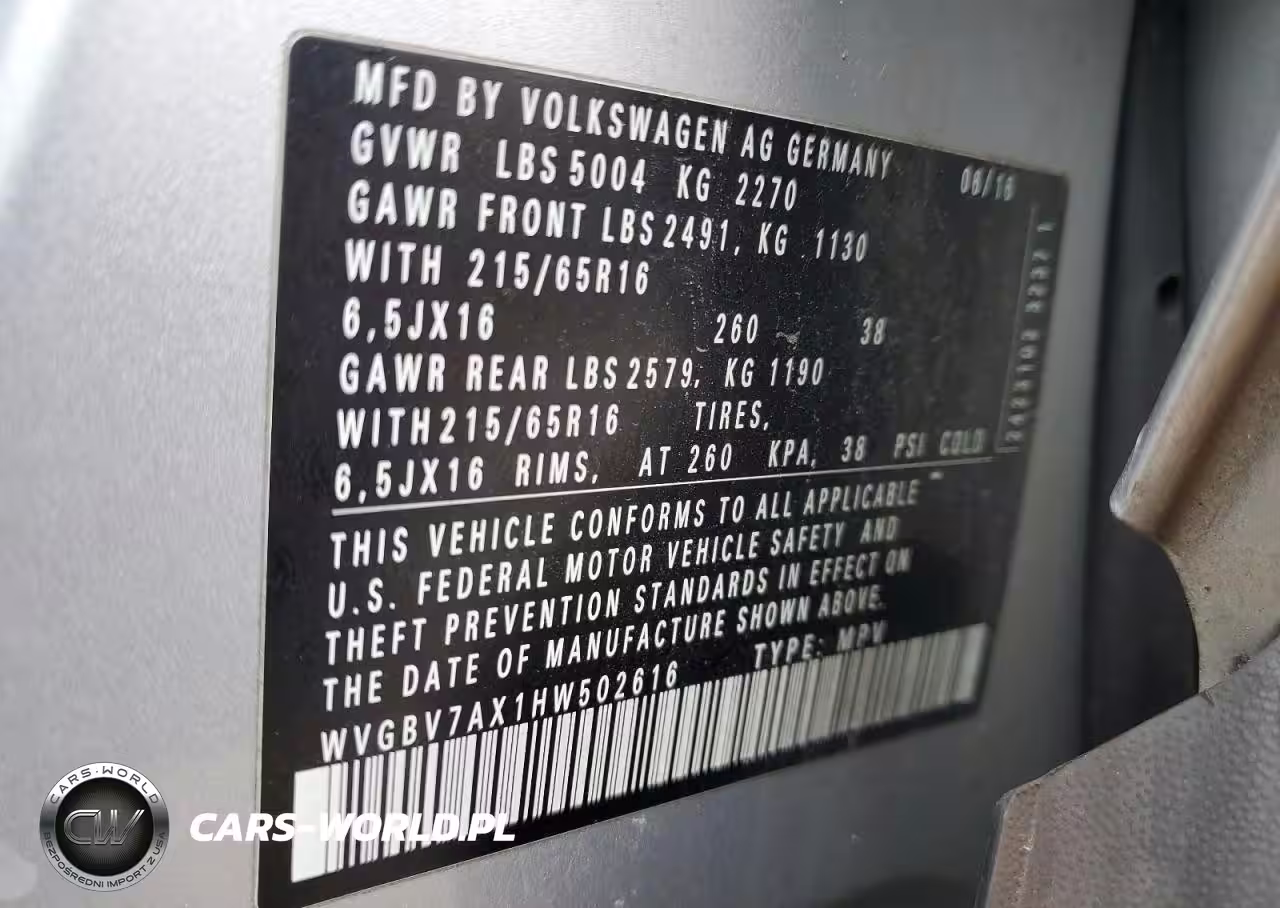 MFD BY VOLKSWAGEN AG GERMANY 06/16
GVWR LBS 5004 KG 2270
GAWR FRONT LBS 2491, KG 1130
WITH 215/65R16
6,5JX16 260 38
GAWR REAR LBS 2579, KG 1190
WITH 215/65R16 TIRES,
6,5JX16 RIMS, AT 260 KPA, 38 PSI COLD
THIS VEHICLE CONFORMS TO ALL APPLICABLE
U.S. FEDERAL MOTOR VEHICLE SAFETY AND
THEFT PREVENTION STANDARDS IN EFFECT ON
THE DATE OF MANUFACTURE SHOWN ABOVE.
WVGBV7AX1HW502616 TYPE: MPV
CARS-WORLD
CW
BEZPOŚREDNI IMPORT Z USA
CARS-WORLD.PL